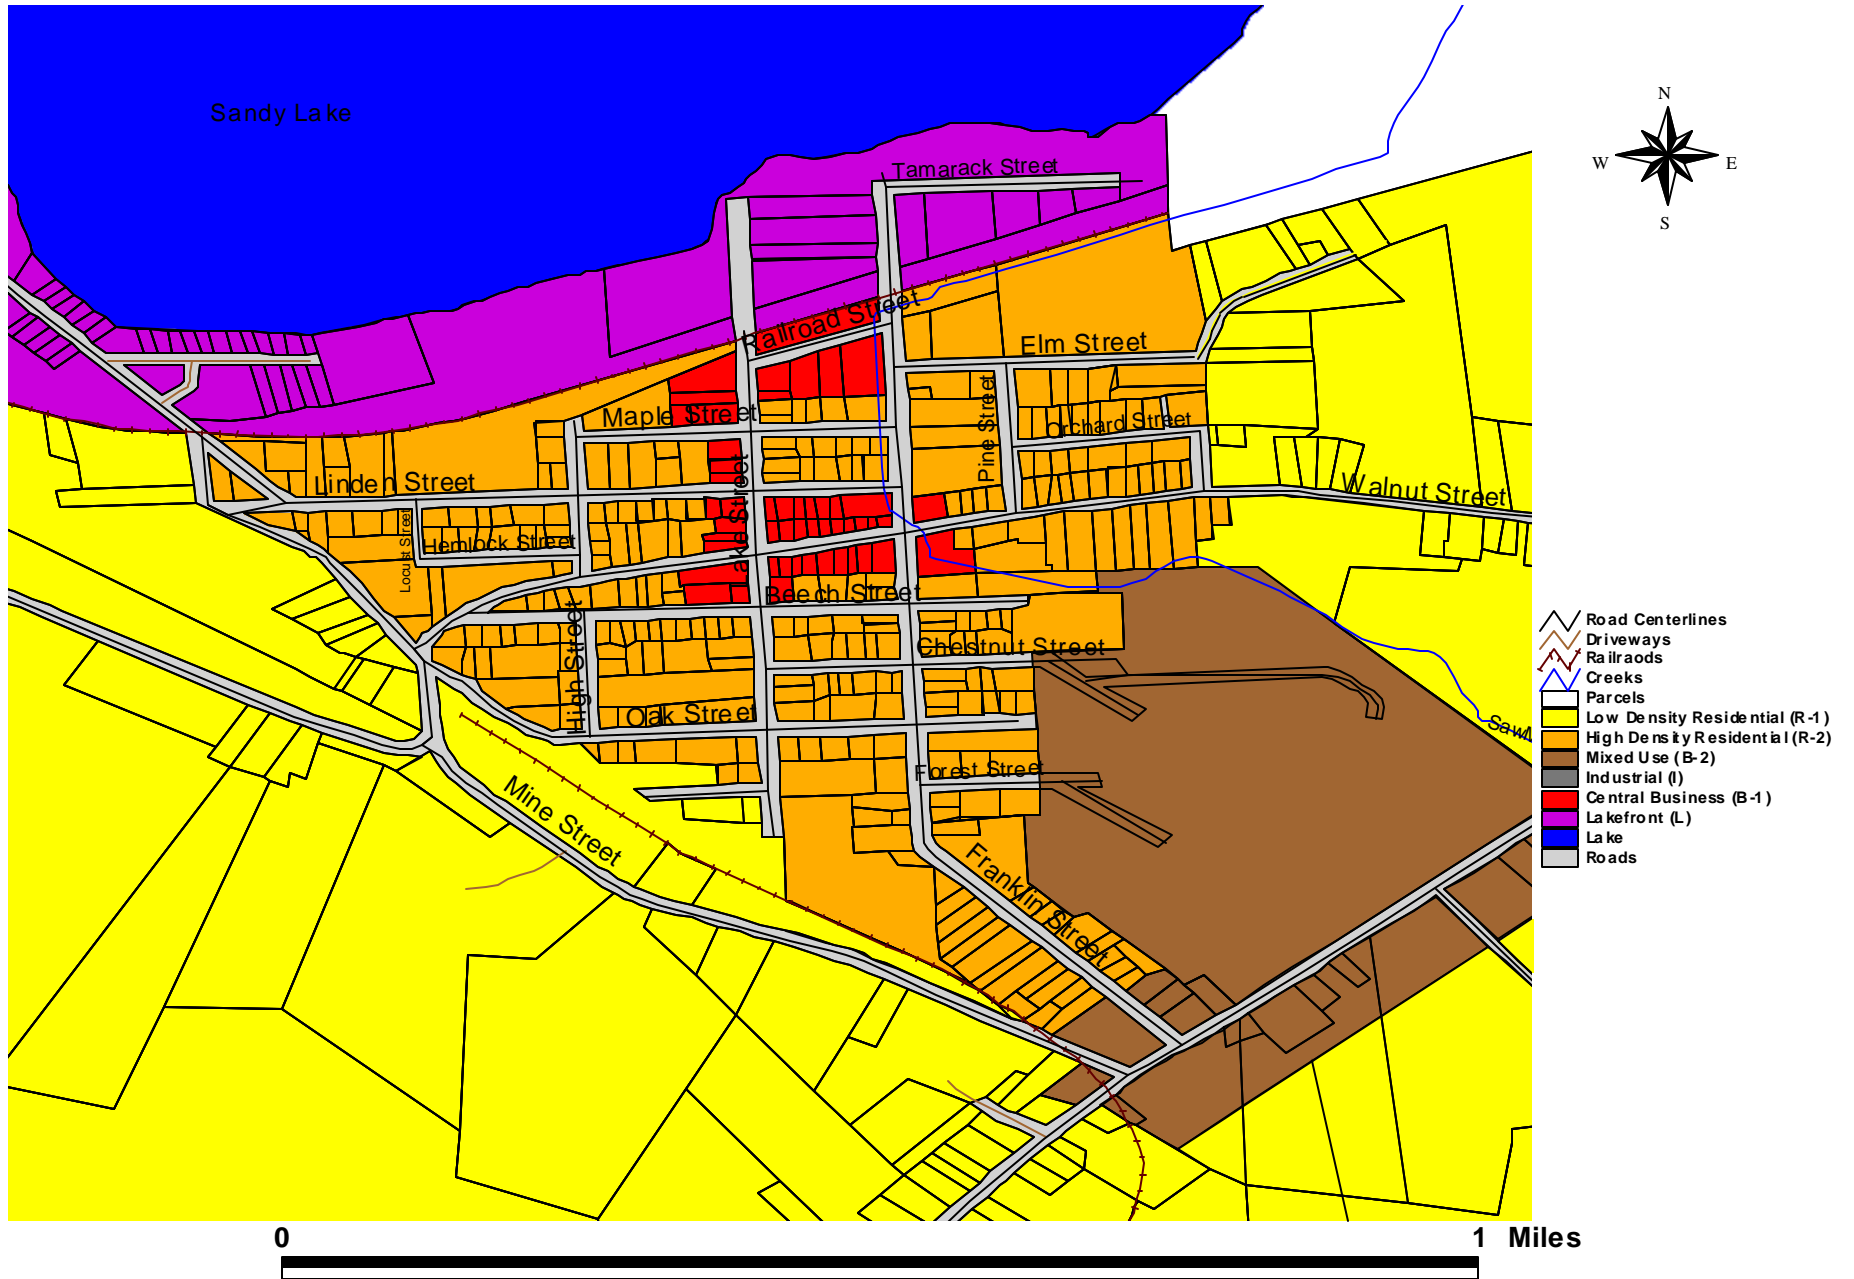 Sandy Lake
Tamarack Street
Railroad Street
Elm Street
Maple Street
Pine Street
Orchard Street
Linden Street
Lake Street
Walnut Street
Locust Street
Hemlock Street
Beech Street
High Street
Chestnut Street
Oak Street
Forest Street
Mine Street
Franklin Street
N
W
E
S
Road Centerlines
Driveways
Railraods
Creeks
Parcels
Low Density Residential (R-1)
High Density Residential (R-2)
Mixed Use (B-2)
Industrial (I)
Central Business (B-1)
Lakefront (L)
Lake
Roads
0
1 Miles